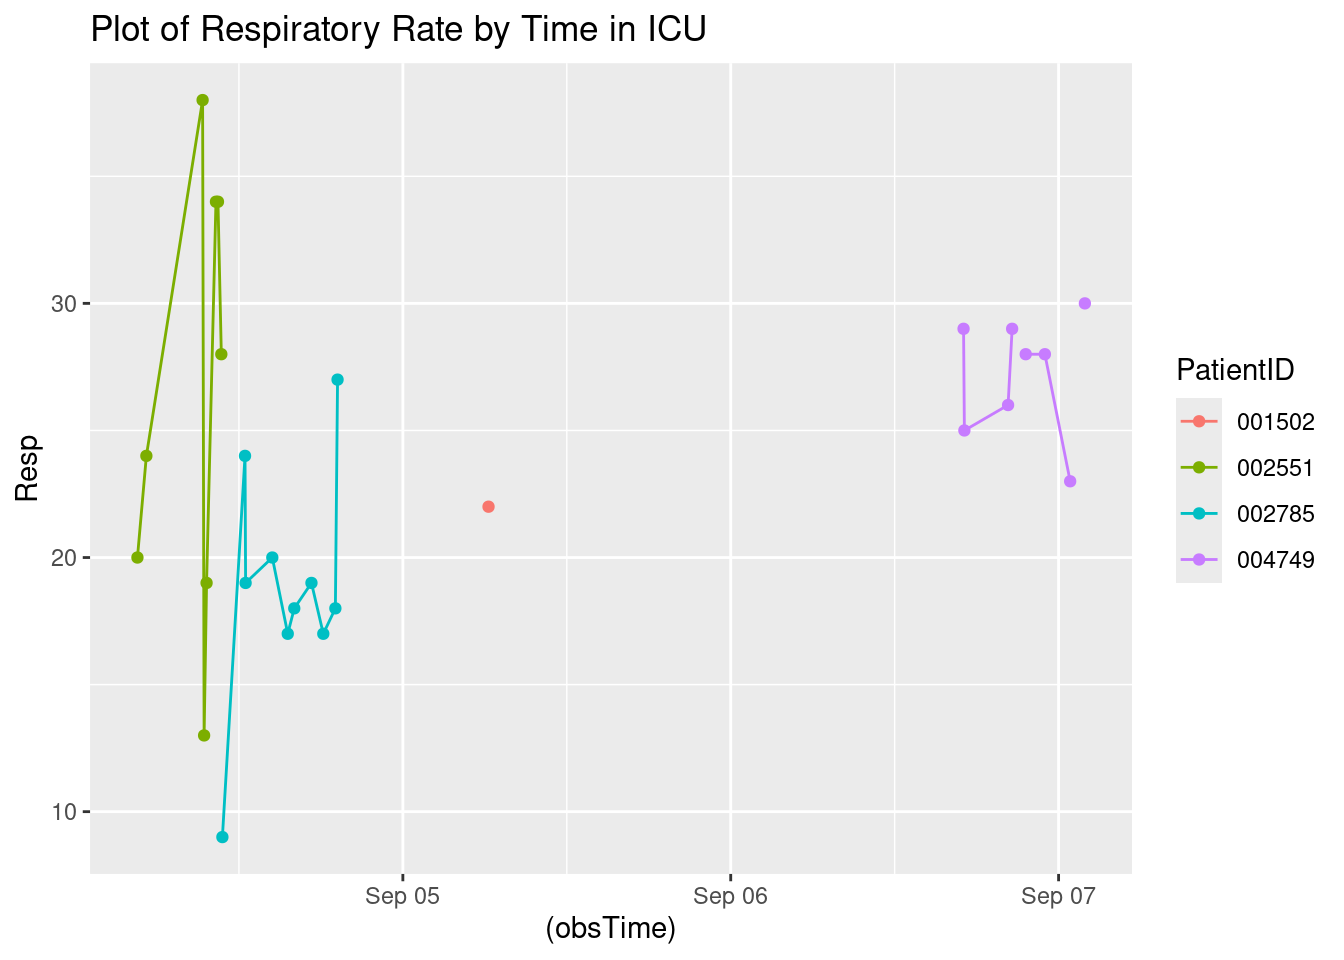 Plot of Respiratory Rate by Time in ICU
30
20
10
Resp
Sep 05
Sep 06
Sep 07
(obsTime)
PatientID
001502
002551
002785
004749